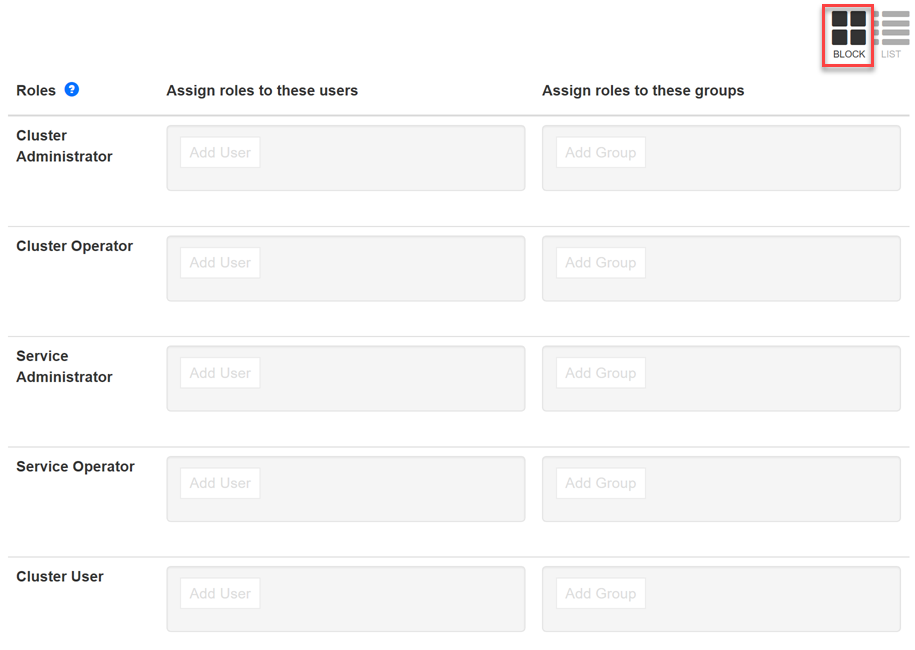 BLOCK LIST
Roles ? Assign roles to these users Assign roles to these groups
Cluster
Administrator
Add User Add Group
Cluster Operator
Add User Add Group
Service
Administrator
Add User Add Group
Service Operator
Add User Add Group
Cluster User
Add User Add Group